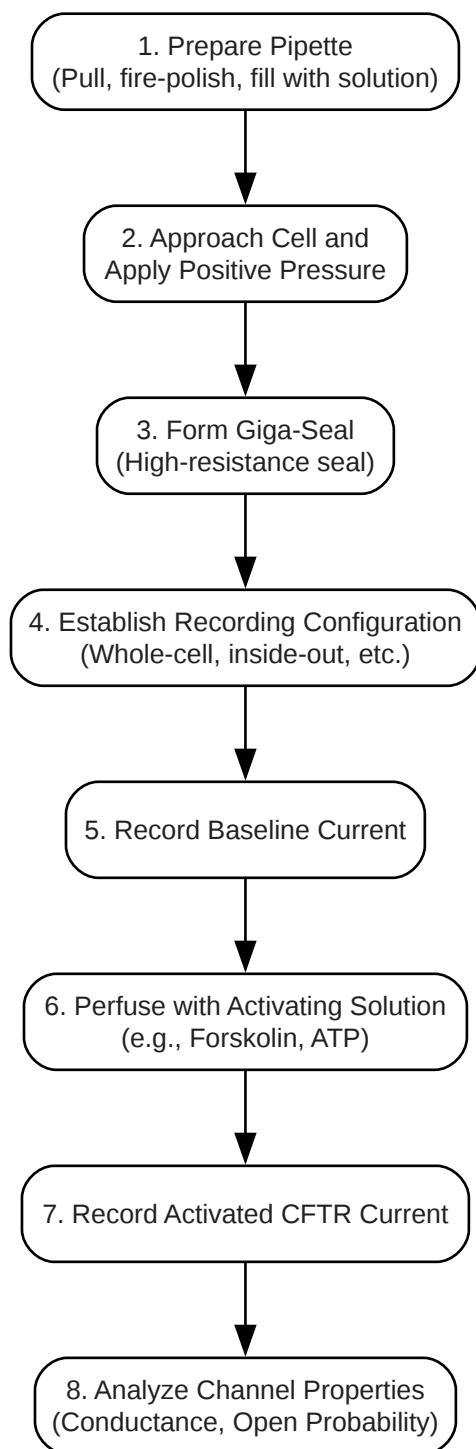 1. Prepare Pipette
(Pull, fire-polish, fill with solution)
2. Approach Cell and
Apply Positive Pressure
3. Form Giga-Seal
(High-resistance seal)
4. Establish Recording Configuration
(Whole-cell, inside-out, etc.)
5. Record Baseline Current
6. Perfuse with Activating Solution
(e.g., Forskolin, ATP)
7. Record Activated CFTR Current
8. Analyze Channel Properties
(Conductance, Open Probability)